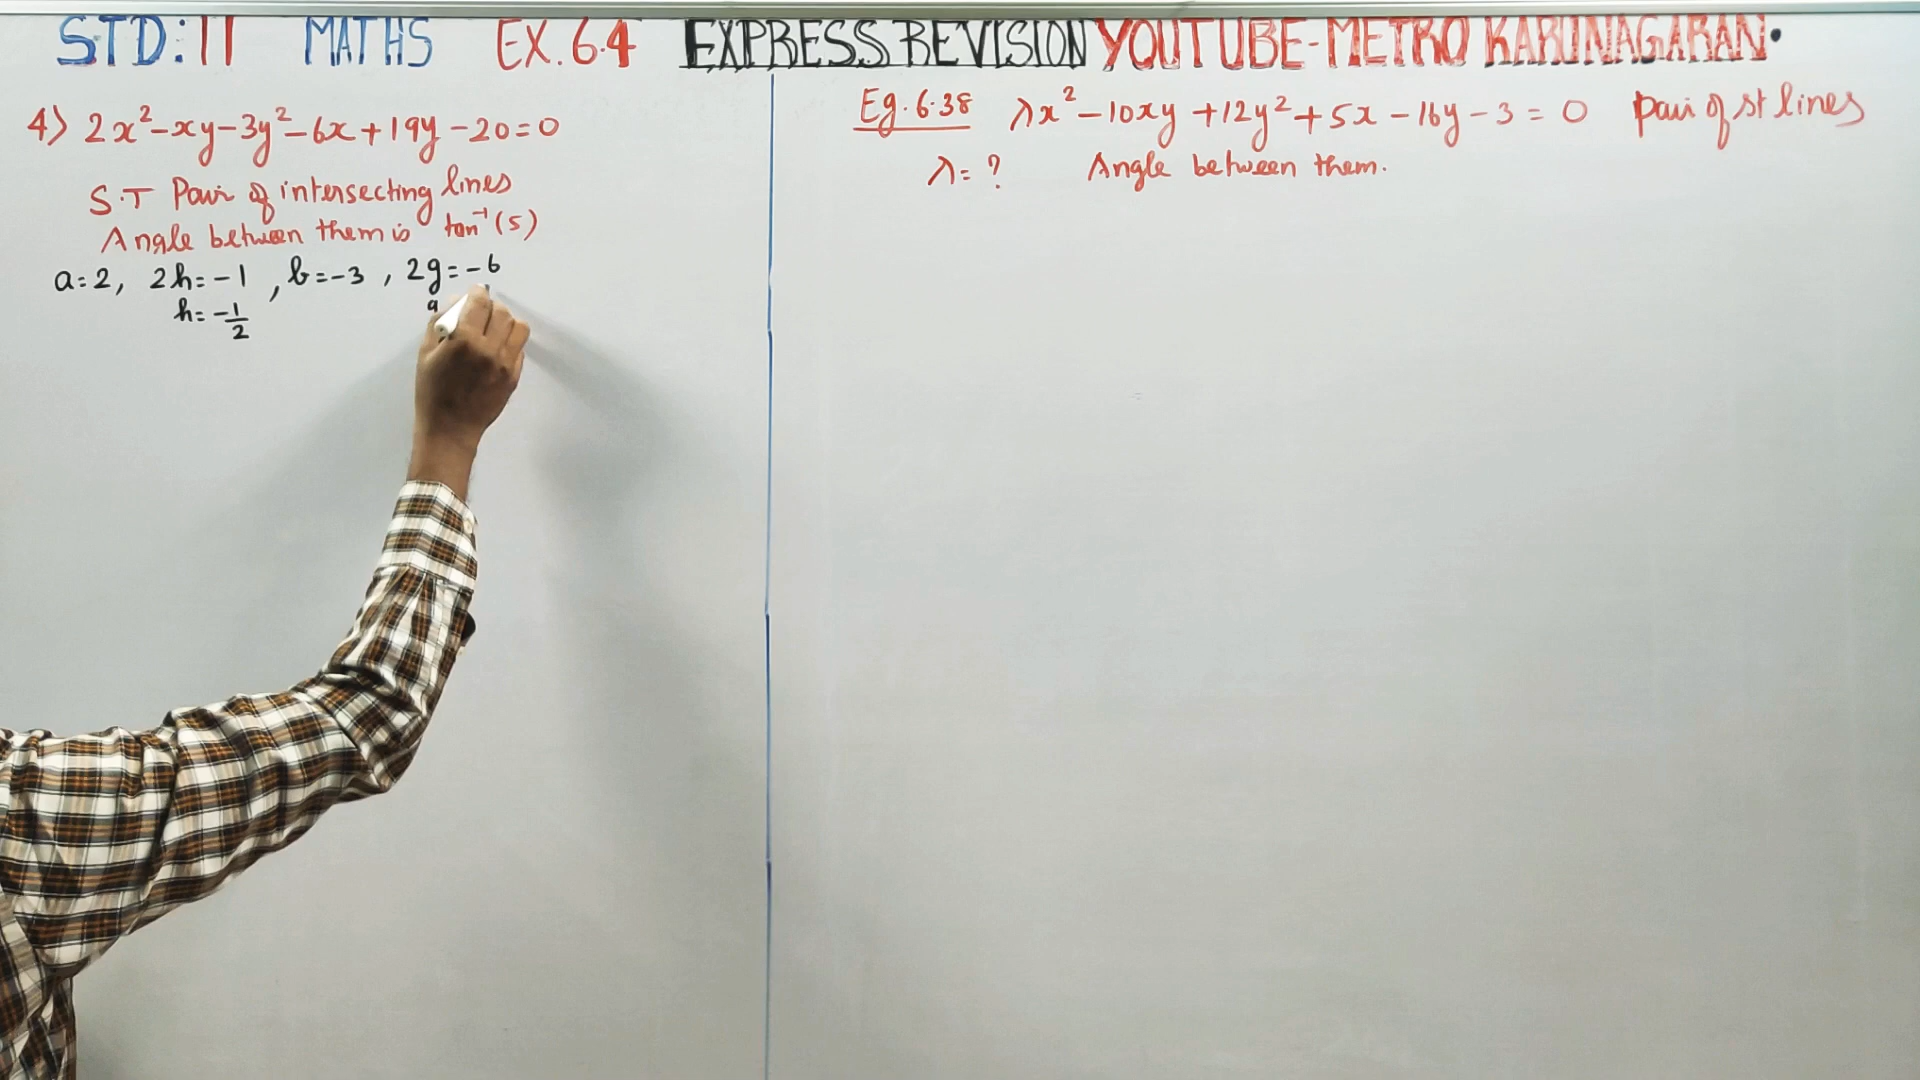 STD:11 MATHS EX.6.4 EXPRESS REVISION YOUTUBE-METRO KARUNAGARAN.
4) 2x²-xy-3y²-6x+19y-20=0
S.T Pair of intersecting lines
Angle between them is tan⁻¹(5)
a=2, 2h=-1, b=-3, 2g=-6
h=-1/2 g
Eg.6.38 λx²-10xy+12y²+5x-16y-3=0 Pair of st lines
λ=? Angle between them.